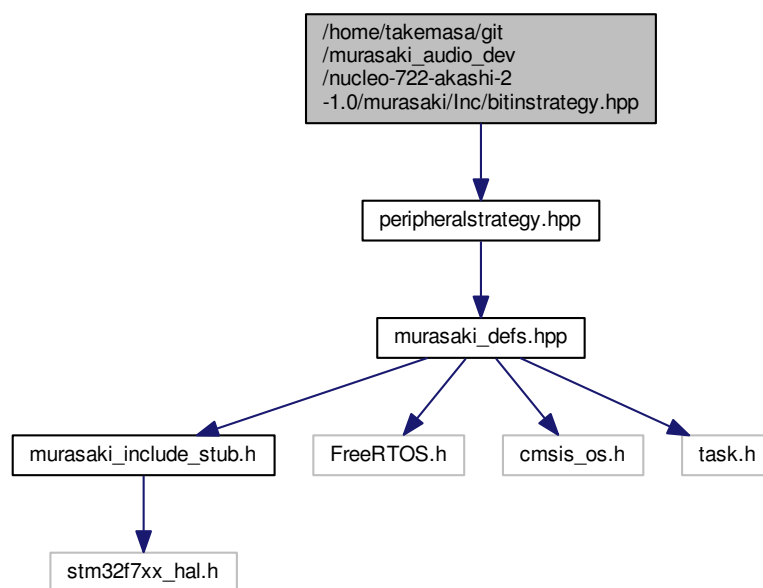 /home/takemasa/git
/murasaki_audio_dev
/nucleo-722-akashi-2
-1.0/murasaki/Inc/bitinstrategy.hpp
peripheralstrategy.hpp
murasaki_defs.hpp
murasaki_include_stub.h
FreeRTOS.h
cmsis_os.h
task.h
stm32f7xx_hal.h